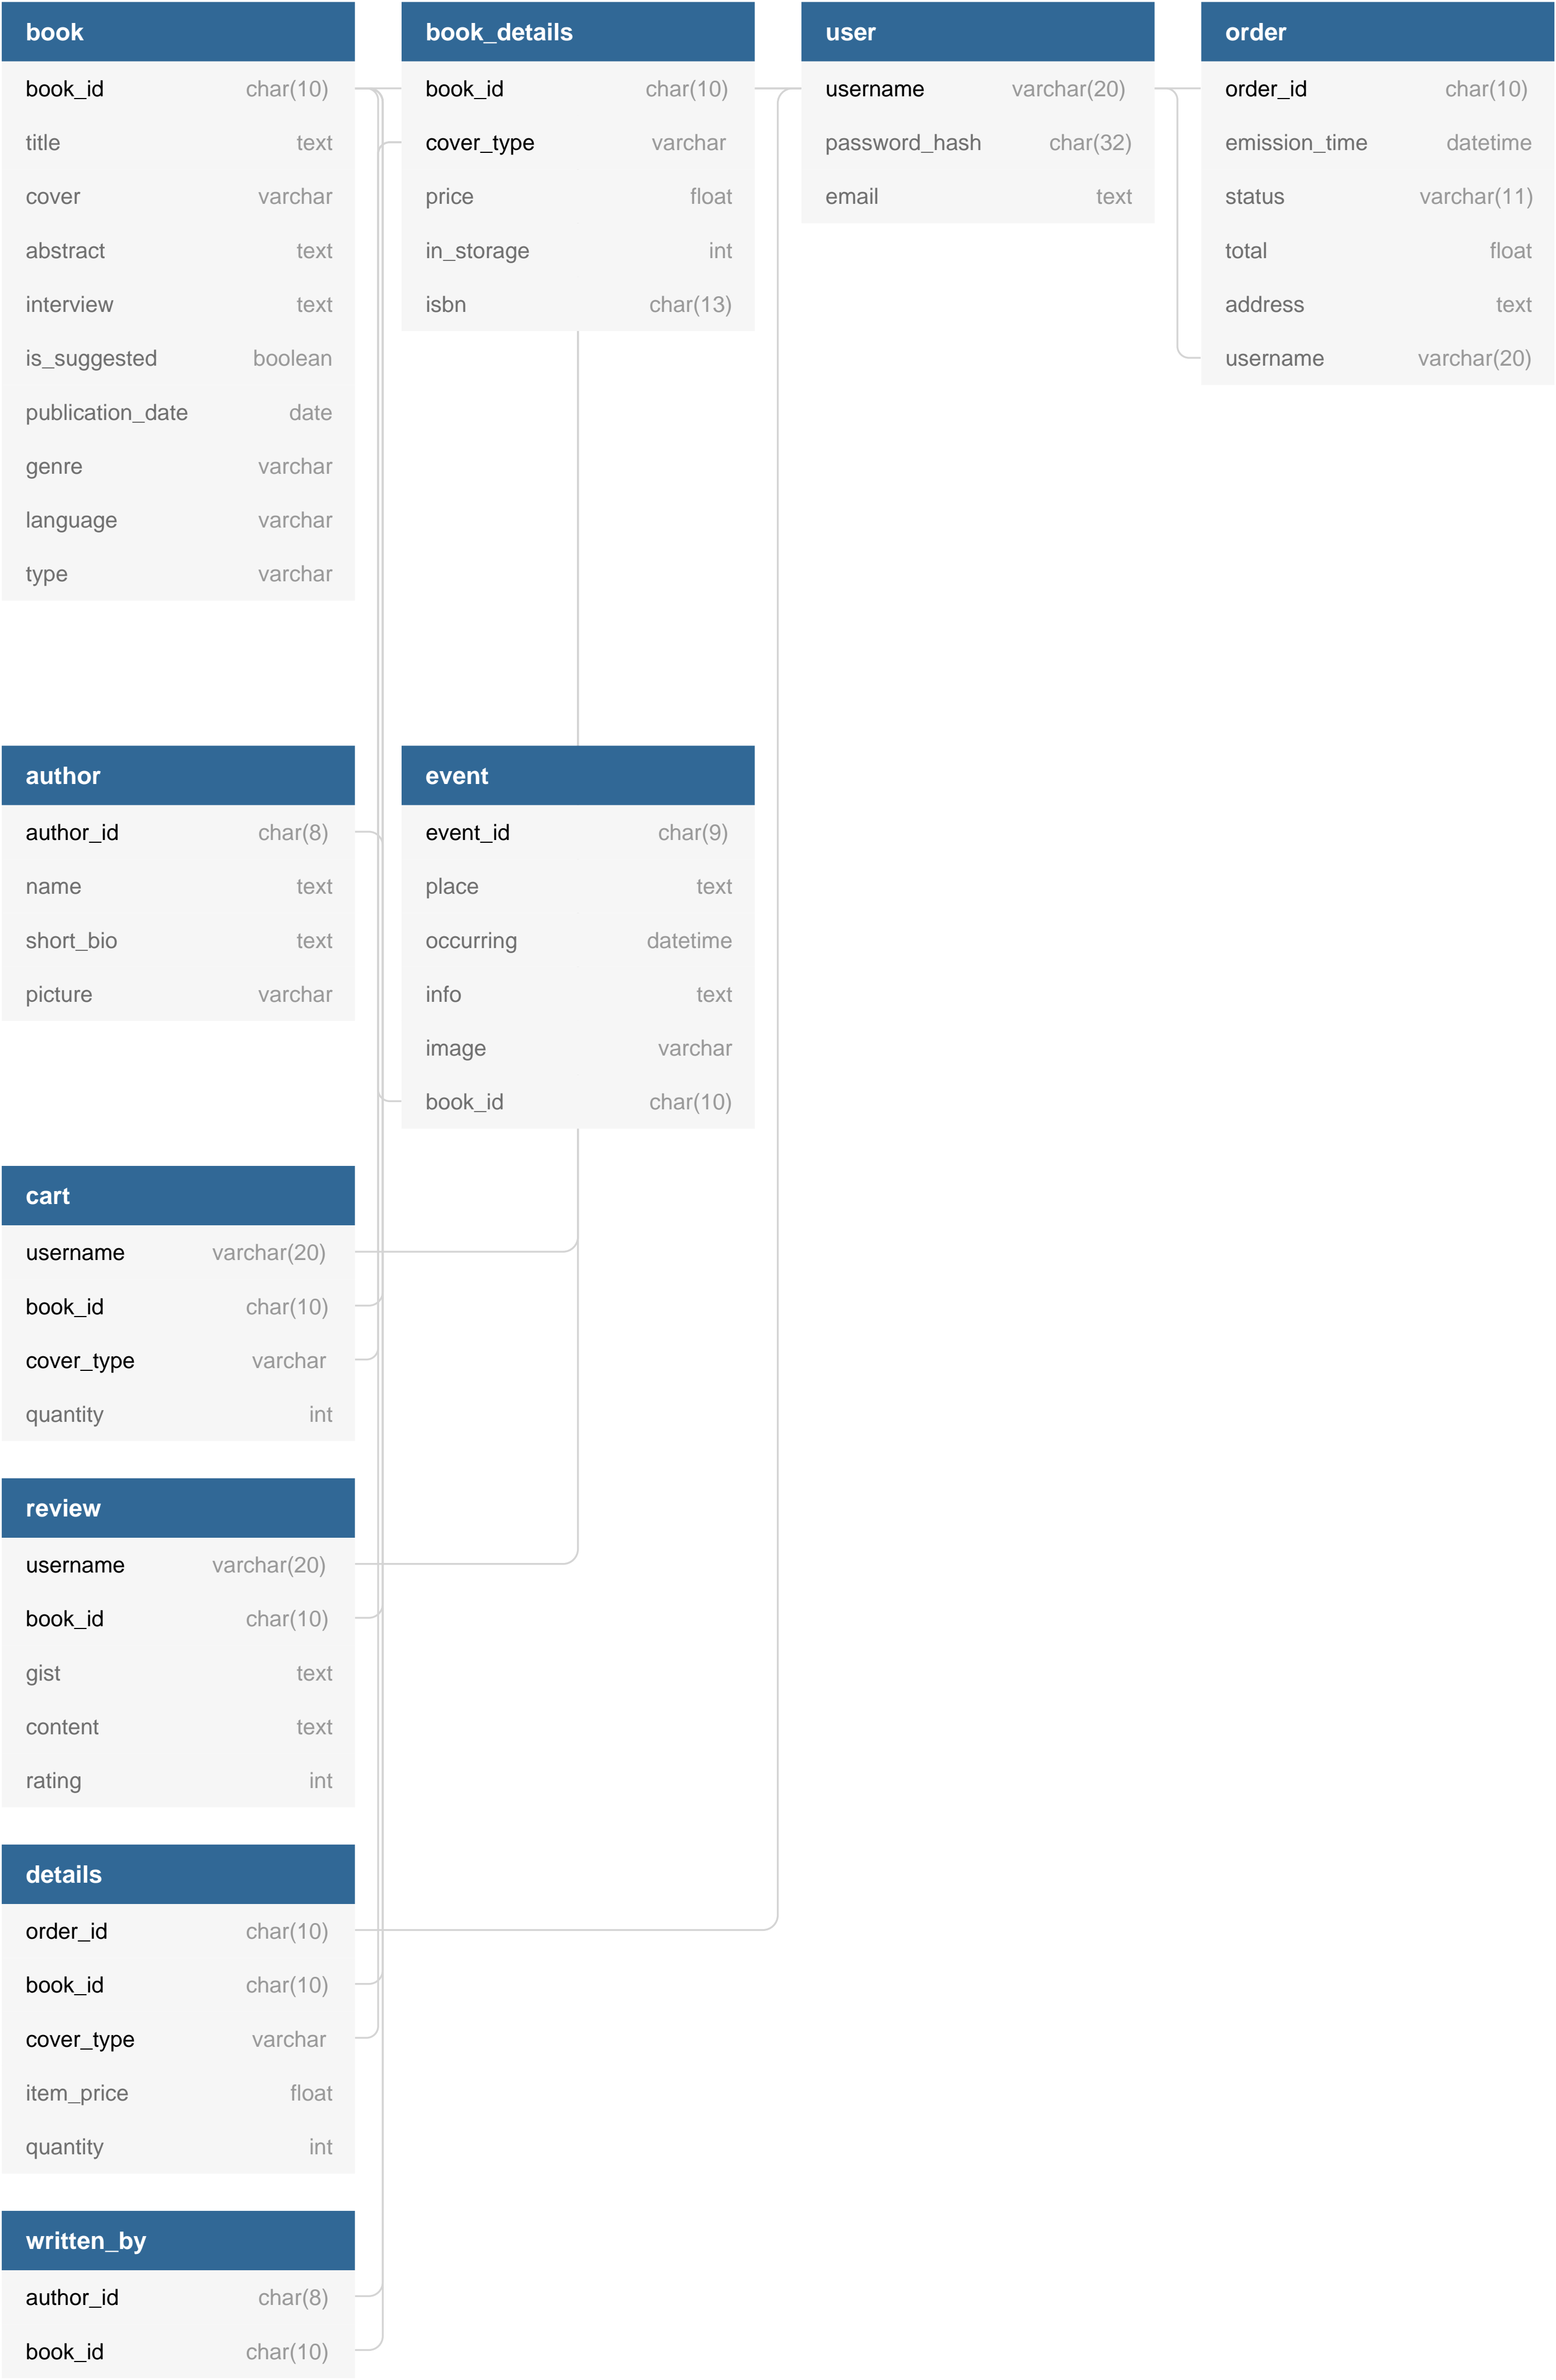 book
book_id char(10)
title text
cover varchar
abstract text
interview text
is_suggested boolean
publication_date date
genre varchar
language varchar
type varchar
book_details
book_id char(10)
cover_type varchar
price float
in_storage int
isbn char(13)
user
username varchar(20)
password_hash char(32)
email text
order
order_id char(10)
emission_time datetime
status varchar(11)
total float
address text
username varchar(20)
author
author_id char(8)
name text
short_bio text
picture varchar
event
event_id char(9)
place text
occurring datetime
info text
image varchar
book_id char(10)
cart
username varchar(20)
book_id char(10)
cover_type varchar
quantity int
review
username varchar(20)
book_id char(10)
gist text
content text
rating int
details
order_id char(10)
book_id char(10)
cover_type varchar
item_price float
quantity int
written_by
author_id char(8)
book_id char(10)